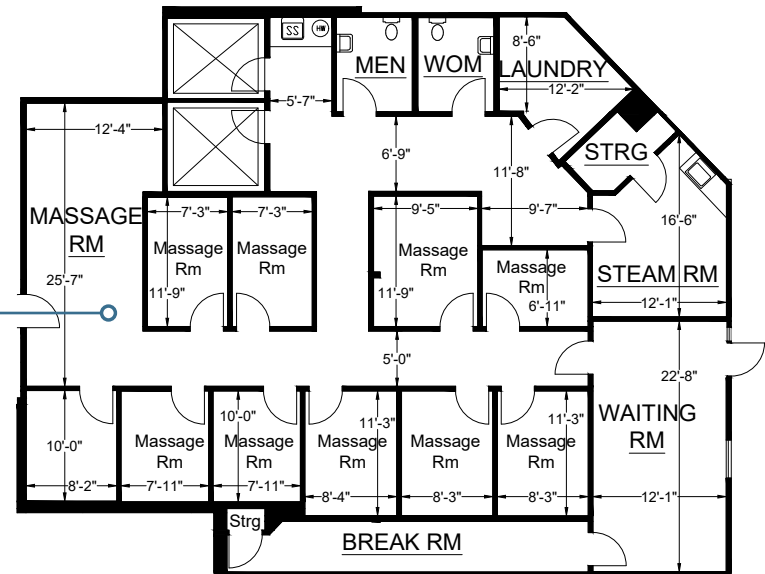 SS
HW
MEN
WOM
8'-6"
LAUNDRY
12'-2"
5'-7"
12'-4"
6'-9"
11'-8"
STRG
MASSAGE
RM
7'-3"
7'-3"
9'-5"
9'-7"
16'-6"
Massage
Rm
Massage
Rm
Massage
Rm
Massage
Rm
STEAM RM
25'-7"
11'-9"
11'-9"
6'-11"
12'-1"
5'-0"
22'-8"
10'-0"
10'-0"
11'-3"
11'-3"
WAITING
RM
Massage
Rm
Massage
Rm
Massage
Rm
Massage
Rm
Massage
Rm
8'-2"
7'-11"
7'-11"
8'-4"
8'-3"
8'-3"
12'-1"
Strg
BREAK RM